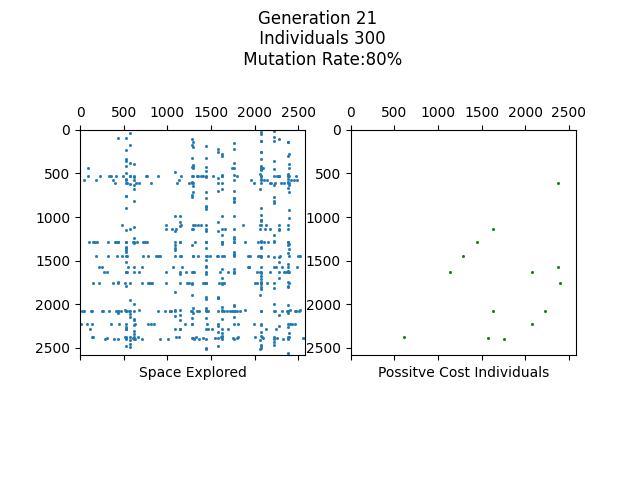 Generation 21
Individuals 300
Mutation Rate:80%
0 500 1000 1500 2000 2500
0 500 1000 1500 2000 2500
0
500
1000
1500
2000
2500
Space Explored
0
500
1000
1500
2000
2500
Possitve Cost Individuals